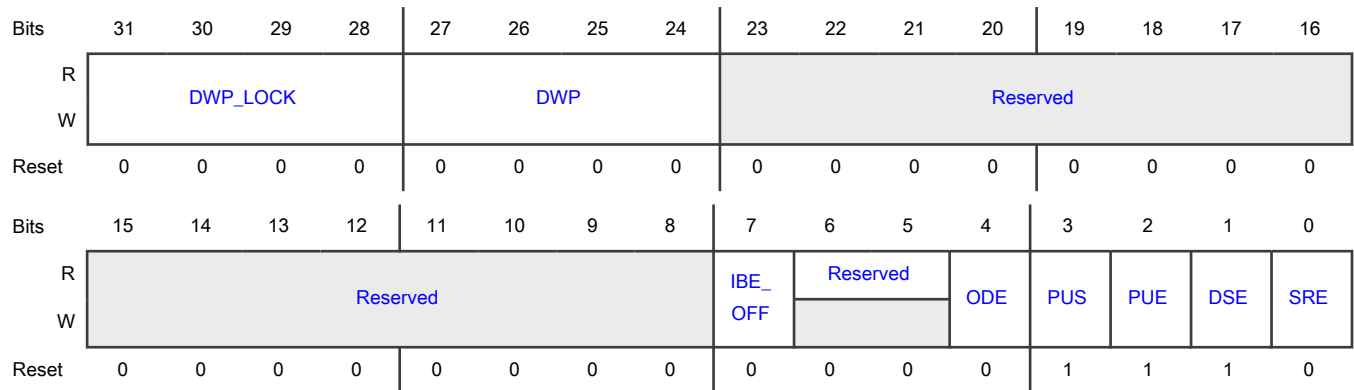 Bits 31 30 29 28 27 26 25 24 23 22 21 20 19 18 17 16
R
DWP_LOCK DWP Reserved
W
Reset 0 0 0 0 0 0 0 0 0 0 0 0 0 0 0 0
Bits 15 14 13 12 11 10 9 8 7 6 5 4 3 2 1 0
R Reserved
IBE_
Reserved ODE PUS PUE DSE SRE
OFF
W
Reset 0 0 0 0 0 0 0 0 0 0 0 0 1 1 1 0